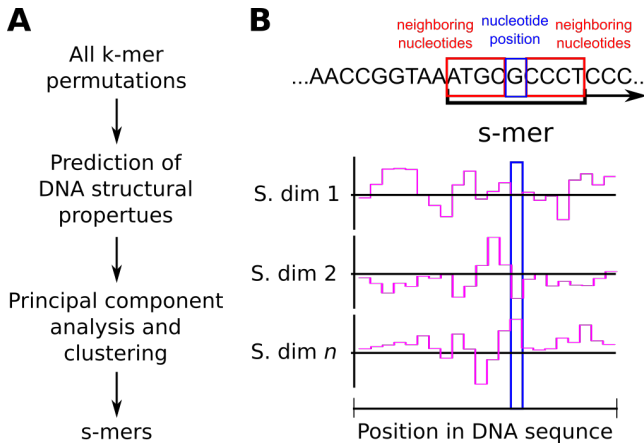 A
All k-mer
permutations
Prediction of
DNA structural
propertues
Principal component
analysis and
clustering
s-mers
B
neighboring
nucleotides
nucleotide
position
neighboring
nucleotides
...AACCGGTAAATGCGCCCTCCC...
s-mer
S. dim 1
S. dim 2
S. dim n
Position in DNA sequnce